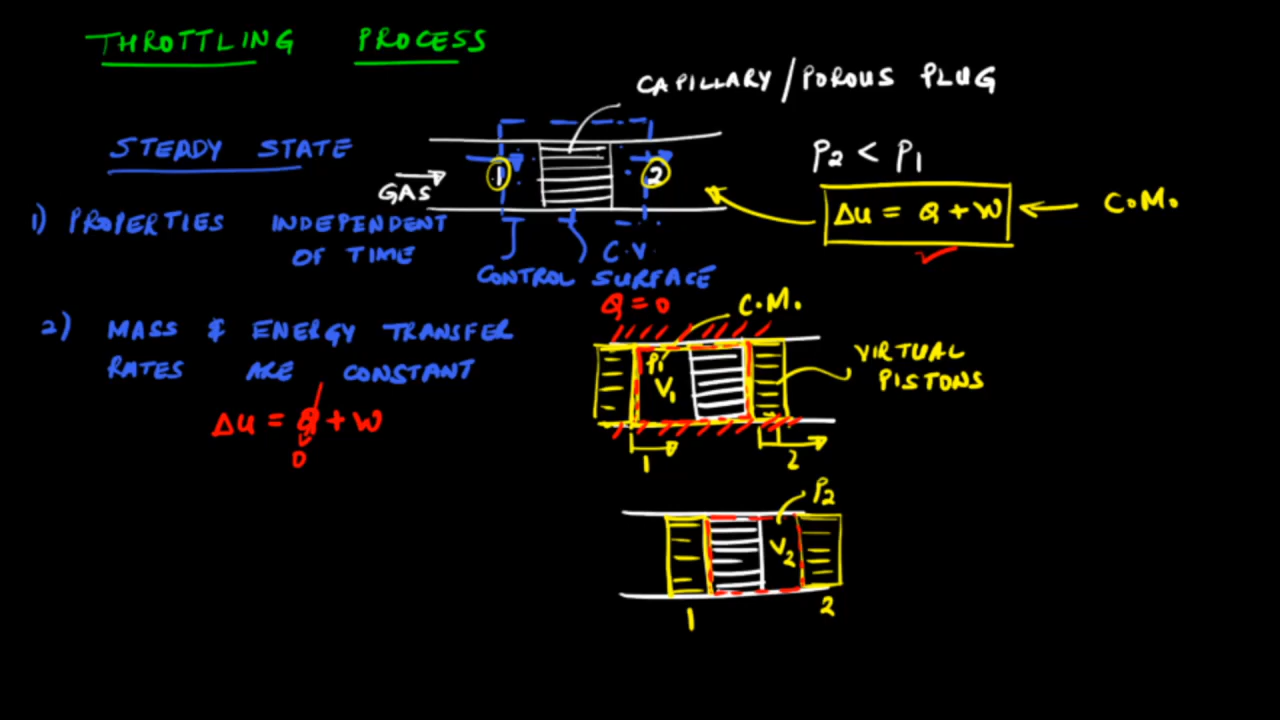 THROTTLING PROCESS
CAPILLARY/POROUS PLUG
STEADY STATE
GAS
1
2
P2 < P1
ΔU = Q + W
C.M.
1) PROPERTIES INDEPENDENT
OF TIME
C.V.
CONTROL SURFACE
2) MASS & ENERGY TRANSFER
RATES ARE CONSTANT
ΔU = Q + W
0
Q = 0
C.M.
P1
V1
VIRTUAL
PISTONS
1
2
P2
V2
1
2